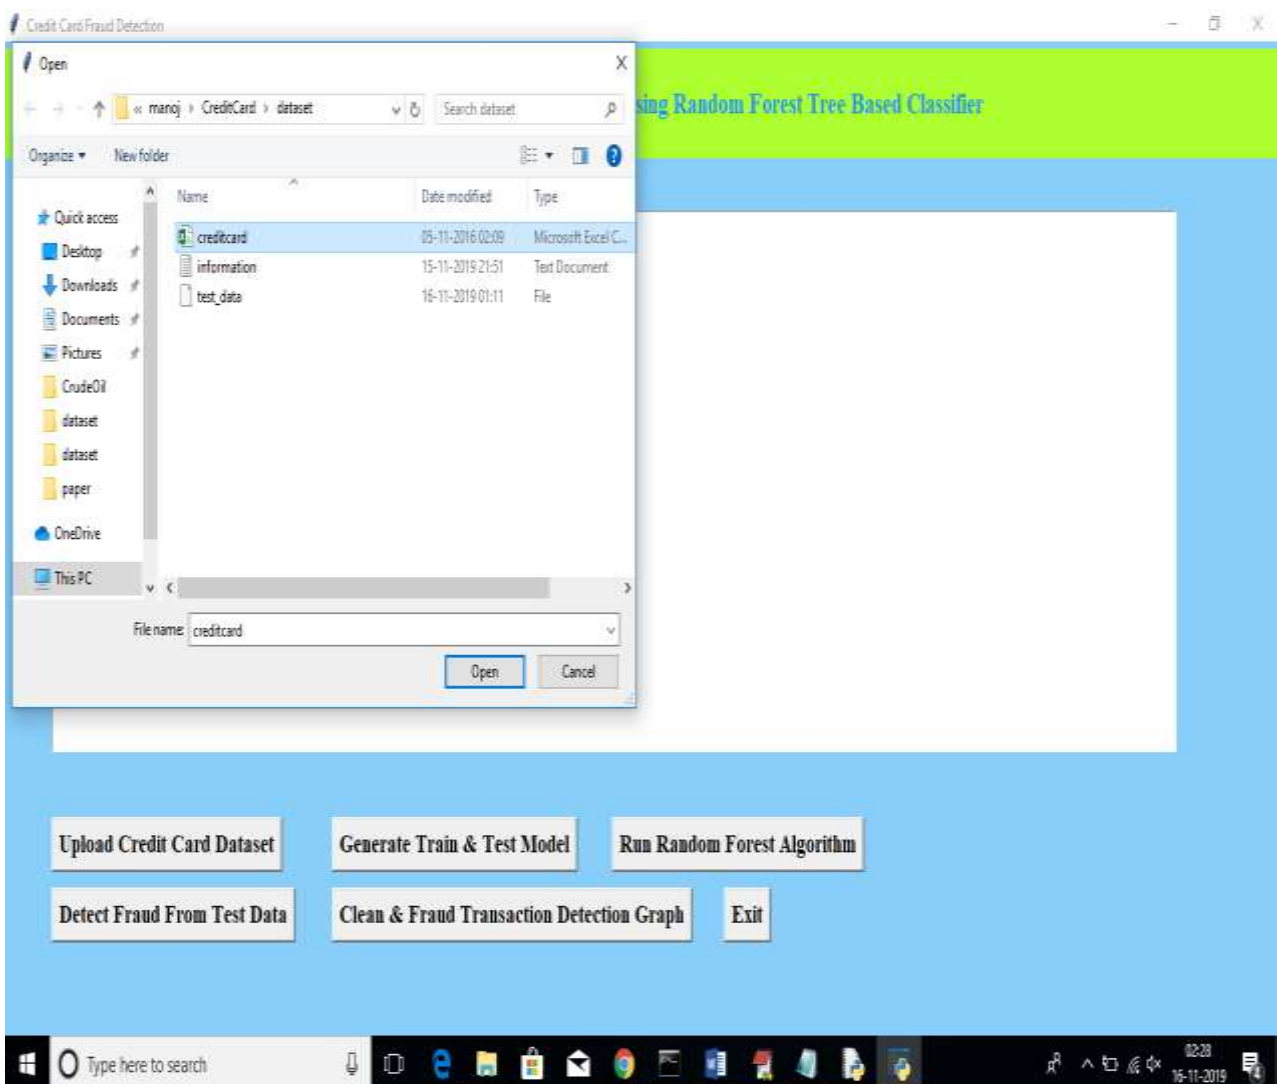 Credit Card Fraud Detection
Open
« manoj > CreditCard > dataset
Search dataset
sing Random Forest Tree Based Classifier
Organize
New folder
Name
Date modified
Type
Quick access
creditcard
05-11-2016 02:09
Microsoft Excel C...
Desktop
information
15-11-2019 21:51
Text Document
Downloads
test_data
16-11-2019 01:11
File
Documents
Pictures
CrudeOil
dataset
dataset
paper
OneDrive
This PC
File name:
creditcard
Open
Cancel
Upload Credit Card Dataset
Generate Train & Test Model
Run Random Forest Algorithm
Detect Fraud From Test Data
Clean & Fraud Transaction Detection Graph
Exit
Type here to search
02:28
16-11-2019